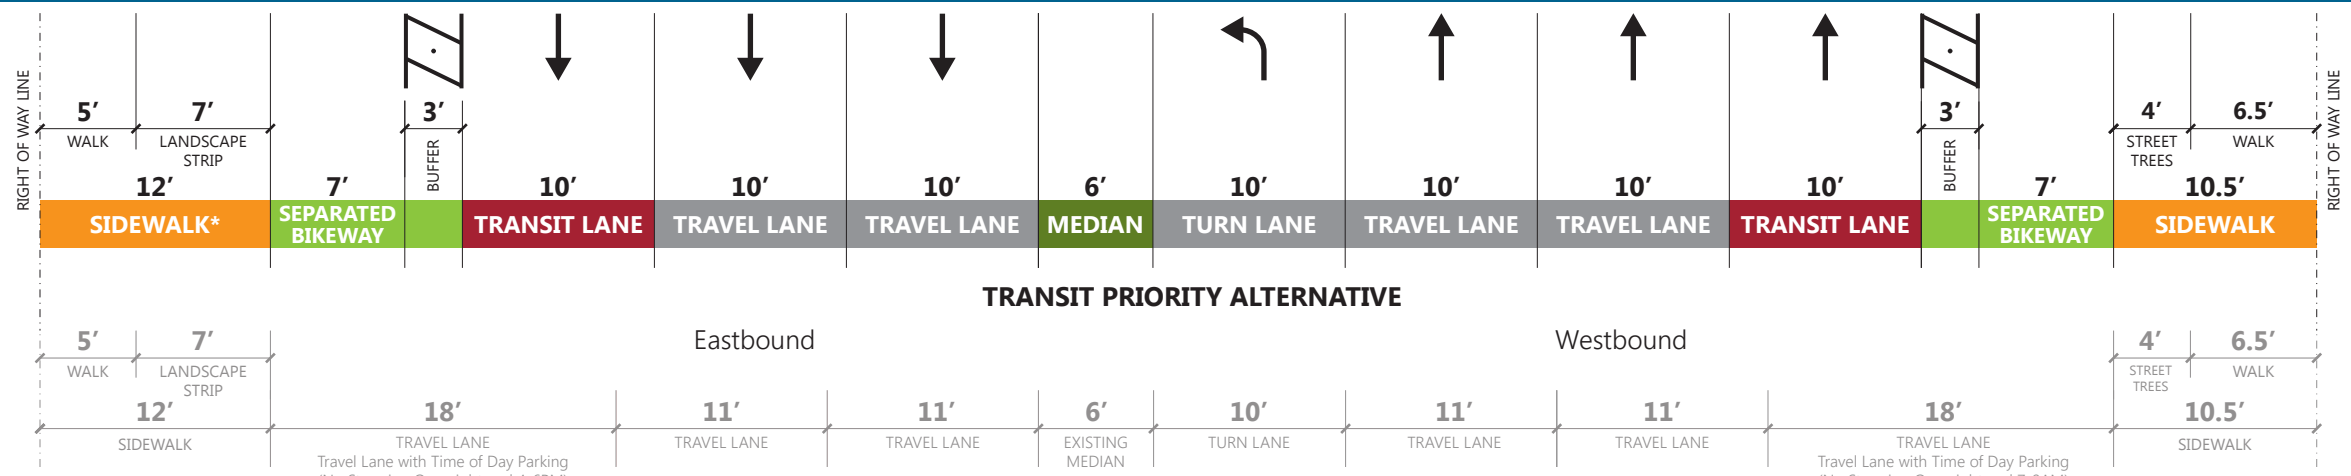 RIGHT OF WAY LINE
5’ 7’ 3’ 3’ 4’ 6.5’
WALK LANDSCAPE STRIP BUFFER BUFFER STREET TREES WALK
12’ 7’ 10’ 10’ 10’ 6’ 10’ 10’ 10’ 10’ 7’ 10.5’
SIDEWALK* SEPARATED BIKEWAY TRANSIT LANE TRAVEL LANE TRAVEL LANE MEDIAN TURN LANE TRAVEL LANE TRAVEL LANE TRANSIT LANE SEPARATED BIKEWAY SIDEWALK
RIGHT OF WAY LINE
TRANSIT PRIORITY ALTERNATIVE
Eastbound Westbound
5’ 7’ 4’ 6.5’
WALK LANDSCAPE STRIP STREET TREES WALK
12’ 18’ 11’ 11’ 6’ 10’ 11’ 11’ 18’ 10.5’
SIDEWALK TRAVEL LANE TRAVEL LANE TRAVEL LANE EXISTING MEDIAN TURN LANE TRAVEL LANE TRAVEL LANE TRAVEL LANE SIDEWALK
Travel Lane with Time of Day Parking Travel Lane with Time of Day Parking